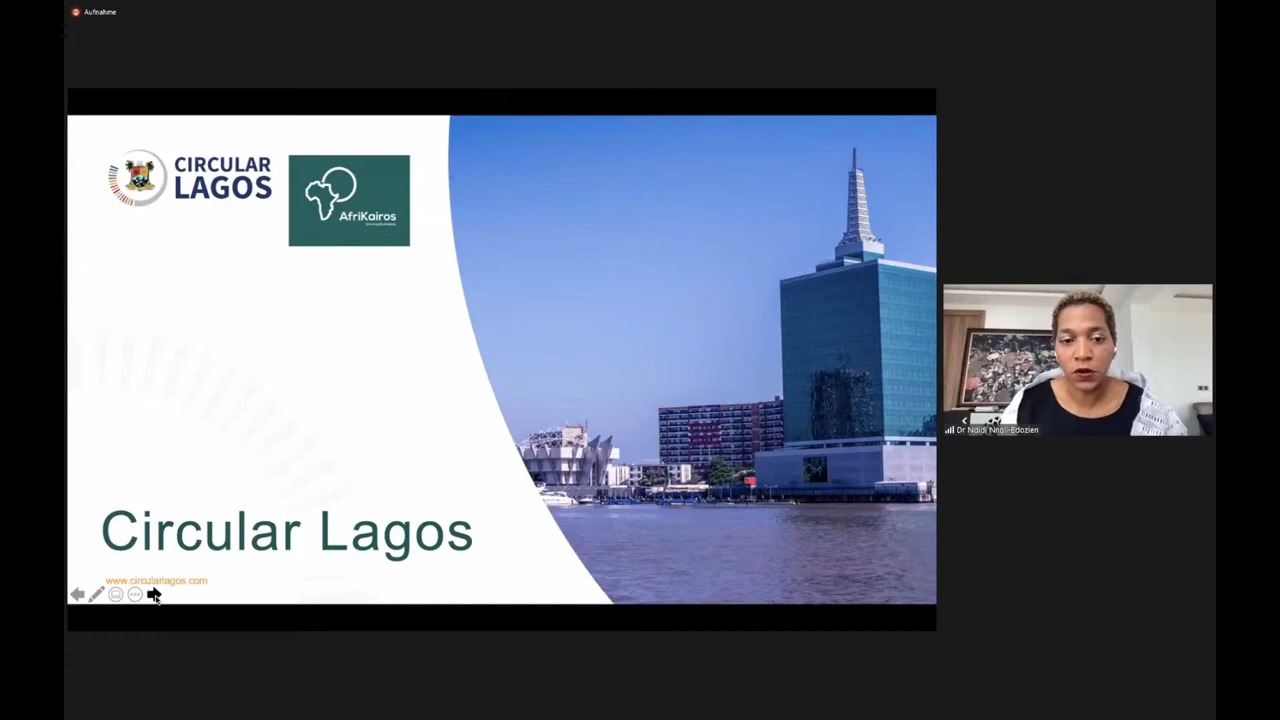 Aufnahme
CIRCULAR
LAGOS
AfriKairos
Circular Lagos
www.circularlagos.com
Dr Ndidi Nnoli-Edozien